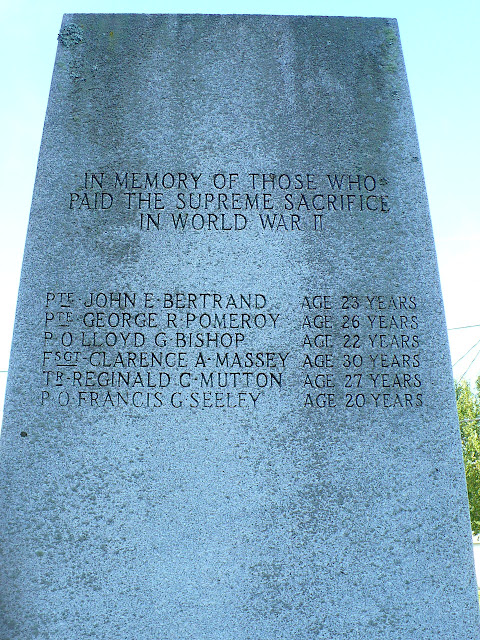 IN MEMORY OF THOSE WHO
PAID THE SUPREME SACRIFICE
IN WORLD WAR II
PTE JOHN E BERTRAND AGE 23 YEARS
PTE GEORGE R POMEROY AGE 26 YEARS
P O LLOYD G BISHOP AGE 22 YEARS
FSGT CLARENCE A MASSEY AGE 30 YEARS
TR REGINALD C MUTTON AGE 27 YEARS
P O FRANCIS G SEELEY AGE 20 YEARS